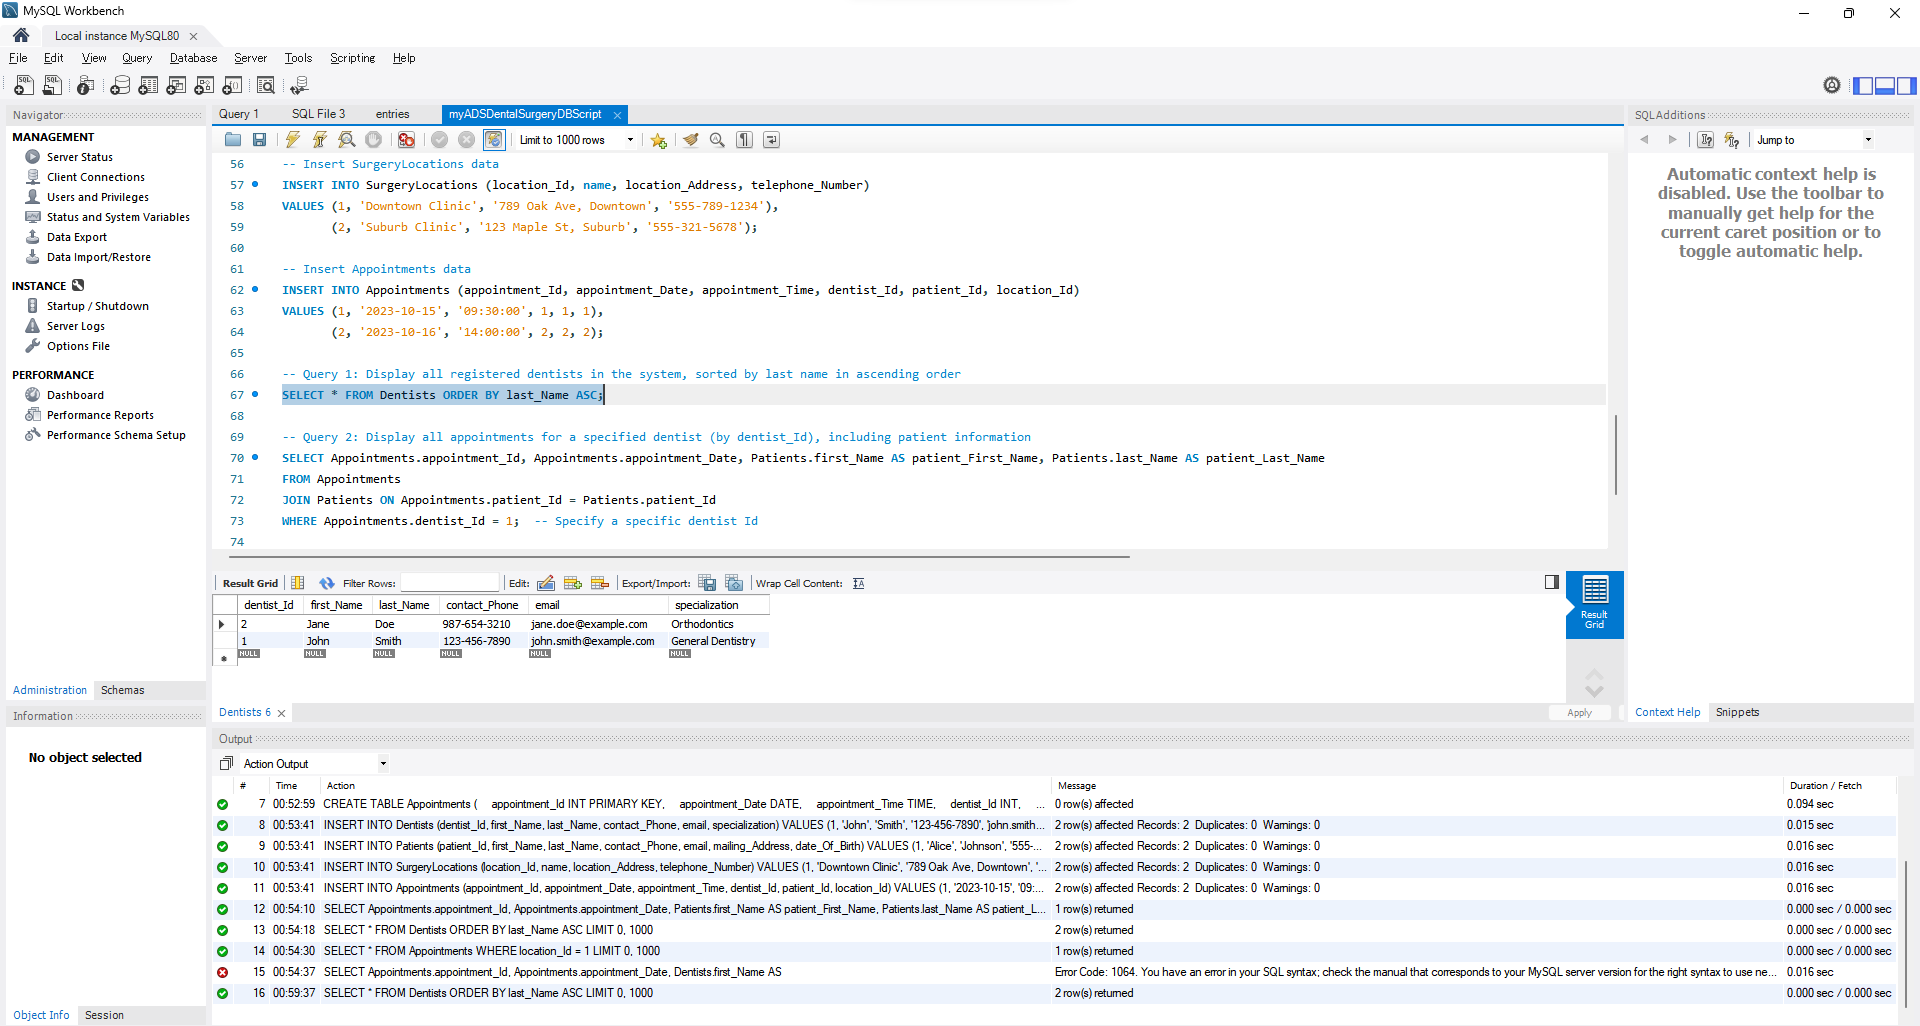 MySQL Workbench
Local instance MySQL80
File Edit View Query Database Server Tools Scripting Help
Navigator
MANAGEMENT
Server Status
Client Connections
Users and Privileges
Status and System Variables
Data Export
Data Import/Restore
INSTANCE
Startup / Shutdown
Server Logs
Options File
PERFORMANCE
Dashboard
Performance Reports
Performance Schema Setup
Administration Schemas
Information
No object selected
Object Info Session
Query 1 SQL File 3 entries myADSDentalSurgeryDBScript
Limit to 1000 rows
56 -- Insert SurgeryLocations data
57 INSERT INTO SurgeryLocations (location_Id, name, location_Address, telephone_Number)
58 VALUES (1, 'Downtown Clinic', '789 Oak Ave, Downtown', '555-789-1234'),
59 (2, 'Suburb Clinic', '123 Maple St, Suburb', '555-321-5678');
60
61 -- Insert Appointments data
62 INSERT INTO Appointments (appointment_Id, appointment_Date, appointment_Time, dentist_Id, patient_Id, location_Id)
63 VALUES (1, '2023-10-15', '09:30:00', 1, 1, 1),
64 (2, '2023-10-16', '14:00:00', 2, 2, 2);
65
66 -- Query 1: Display all registered dentists in the system, sorted by last name in ascending order
67 SELECT * FROM Dentists ORDER BY last_Name ASC;
68
69 -- Query 2: Display all appointments for a specified dentist (by dentist_Id), including patient information
70 SELECT Appointments.appointment_Id, Appointments.appointment_Date, Patients.first_Name AS patient_First_Name, Patients.last_Name AS patient_Last_Name
71 FROM Appointments
72 JOIN Patients ON Appointments.patient_Id = Patients.patient_Id
73 WHERE Appointments.dentist_Id = 1; -- Specify a specific dentist Id
74
Result Grid Filter Rows: Edit: Export/Import: Wrap Cell Content:
dentist_Id first_Name last_Name contact_Phone email specialization
2 Jane Doe 987-654-3210 jane.doe@example.com Orthodontics
1 John Smith 123-456-7890 john.smith@example.com General Dentistry
NULL NULL NULL NULL NULL NULL
Result
Grid
Dentists 6
Apply
SQLAdditions
Jump to
Automatic context help is
disabled. Use the toolbar to
manually get help for the
current caret position or to
toggle automatic help.
Context Help Snippets
Output
Action Output
# Time Action Message Duration / Fetch
7 00:52:59 CREATE TABLE Appointments ( appointment_Id INT PRIMARY KEY, appointment_Date DATE, appointment_Time TIME, dentist_Id INT, ... 0 row(s) affected 0.094 sec
8 00:53:41 INSERT INTO Dentists (dentist_Id, first_Name, last_Name, contact_Phone, email, specialization) VALUES (1, 'John', 'Smith', '123-456-7890', 'john.smith... 2 row(s) affected Records: 2 Duplicates: 0 Warnings: 0 0.015 sec
9 00:53:41 INSERT INTO Patients (patient_Id, first_Name, last_Name, contact_Phone, email, mailing_Address, date_Of_Birth) VALUES (1, 'Alice', 'Johnson', '555-... 2 row(s) affected Records: 2 Duplicates: 0 Warnings: 0 0.016 sec
10 00:53:41 INSERT INTO SurgeryLocations (location_Id, name, location_Address, telephone_Number) VALUES (1, 'Downtown Clinic', '789 Oak Ave, Downtown', '... 2 row(s) affected Records: 2 Duplicates: 0 Warnings: 0 0.016 sec
11 00:53:41 INSERT INTO Appointments (appointment_Id, appointment_Date, appointment_Time, dentist_Id, patient_Id, location_Id) VALUES (1, '2023-10-15', '09:... 2 row(s) affected Records: 2 Duplicates: 0 Warnings: 0 0.016 sec
12 00:54:10 SELECT Appointments.appointment_Id, Appointments.appointment_Date, Patients.first_Name AS patient_First_Name, Patients.last_Name AS patient_L... 1 row(s) returned 0.000 sec / 0.000 sec
13 00:54:18 SELECT * FROM Dentists ORDER BY last_Name ASC LIMIT 0, 1000 2 row(s) returned 0.000 sec / 0.000 sec
14 00:54:30 SELECT * FROM Appointments WHERE location_Id = 1 LIMIT 0, 1000 1 row(s) returned 0.000 sec / 0.000 sec
15 00:54:37 SELECT Appointments.appointment_Id, Appointments.appointment_Date, Dentists.first_Name AS Error Code: 1064. You have an error in your SQL syntax; check the manual that corresponds to your MySQL server version for the right syntax to use ne... 0.016 sec
16 00:59:37 SELECT * FROM Dentists ORDER BY last_Name ASC LIMIT 0, 1000 2 row(s) returned 0.000 sec / 0.000 sec